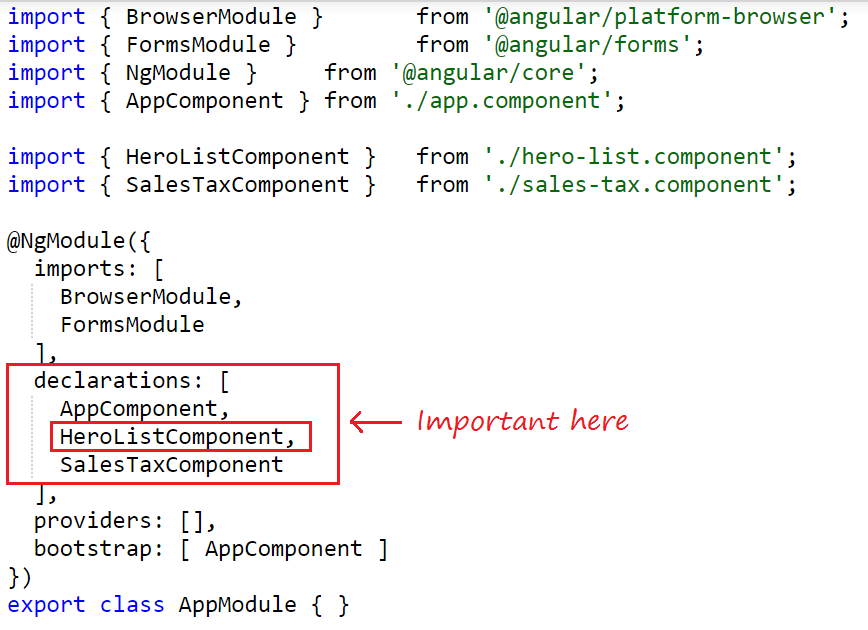 import { BrowserModule }       from '@angular/platform-browser';
import { FormsModule }         from '@angular/forms';
import { NgModule }     from '@angular/core';
import { AppComponent } from './app.component';
import { HeroListComponent }   from './hero-list.component';
import { SalesTaxComponent }   from './sales-tax.component';
@NgModule({
  imports: [
    BrowserModule,
    FormsModule
  ],
  declarations: [
    AppComponent,
    HeroListComponent,
    SalesTaxComponent
  ],
  providers: [],
  bootstrap: [ AppComponent ]
})
export class AppModule { }
Important here